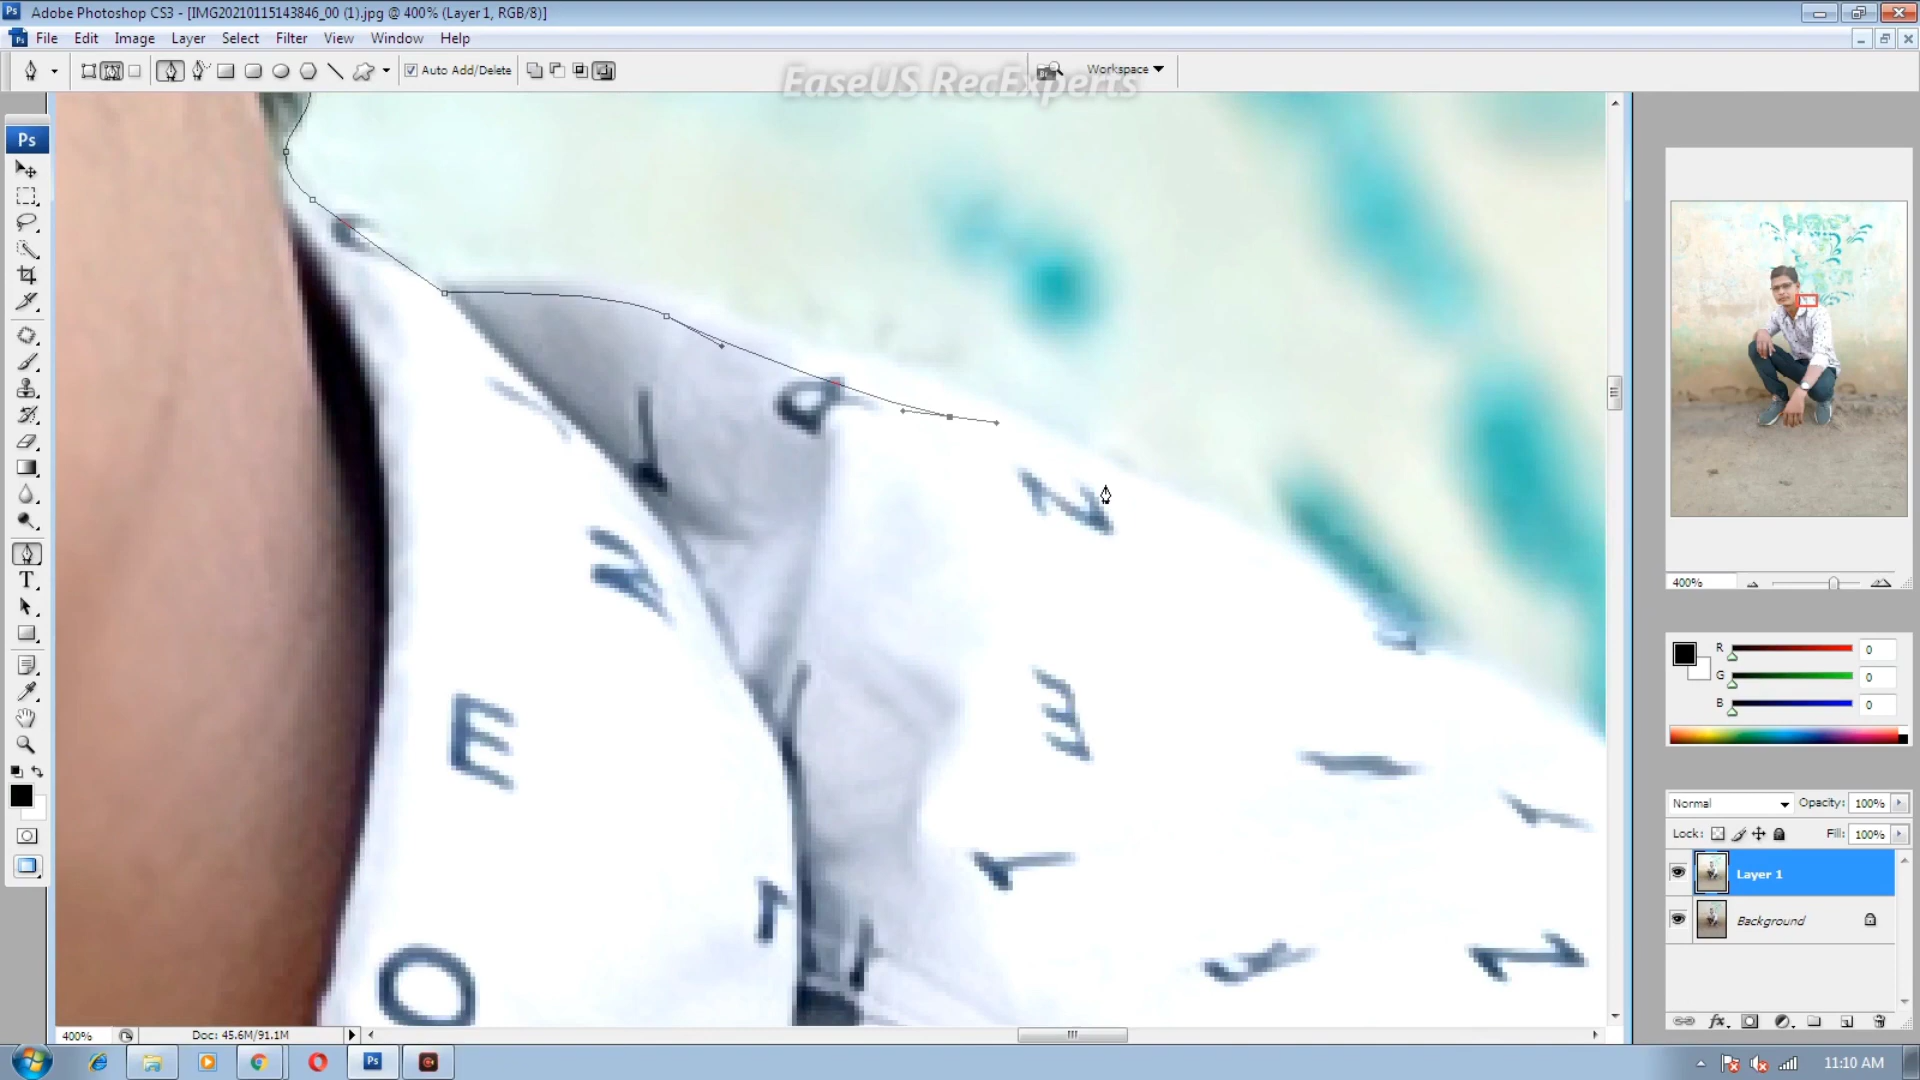 Adobe Photoshop CS3 - [IMG20210115143846_00 (1).jpg @ 400% (Layer 1, RGB/8)]
File Edit Image Layer Select Filter View Window Help
Auto Add/Delete
Workspace
EaseUS RecExperts
Ps
400%
R 0
G 0
B 0
Normal Opacity: 100%
Lock: Fill: 100%
Layer 1
Background
E
O
400% Doc: 45.6M/91.1M
11:10 AM